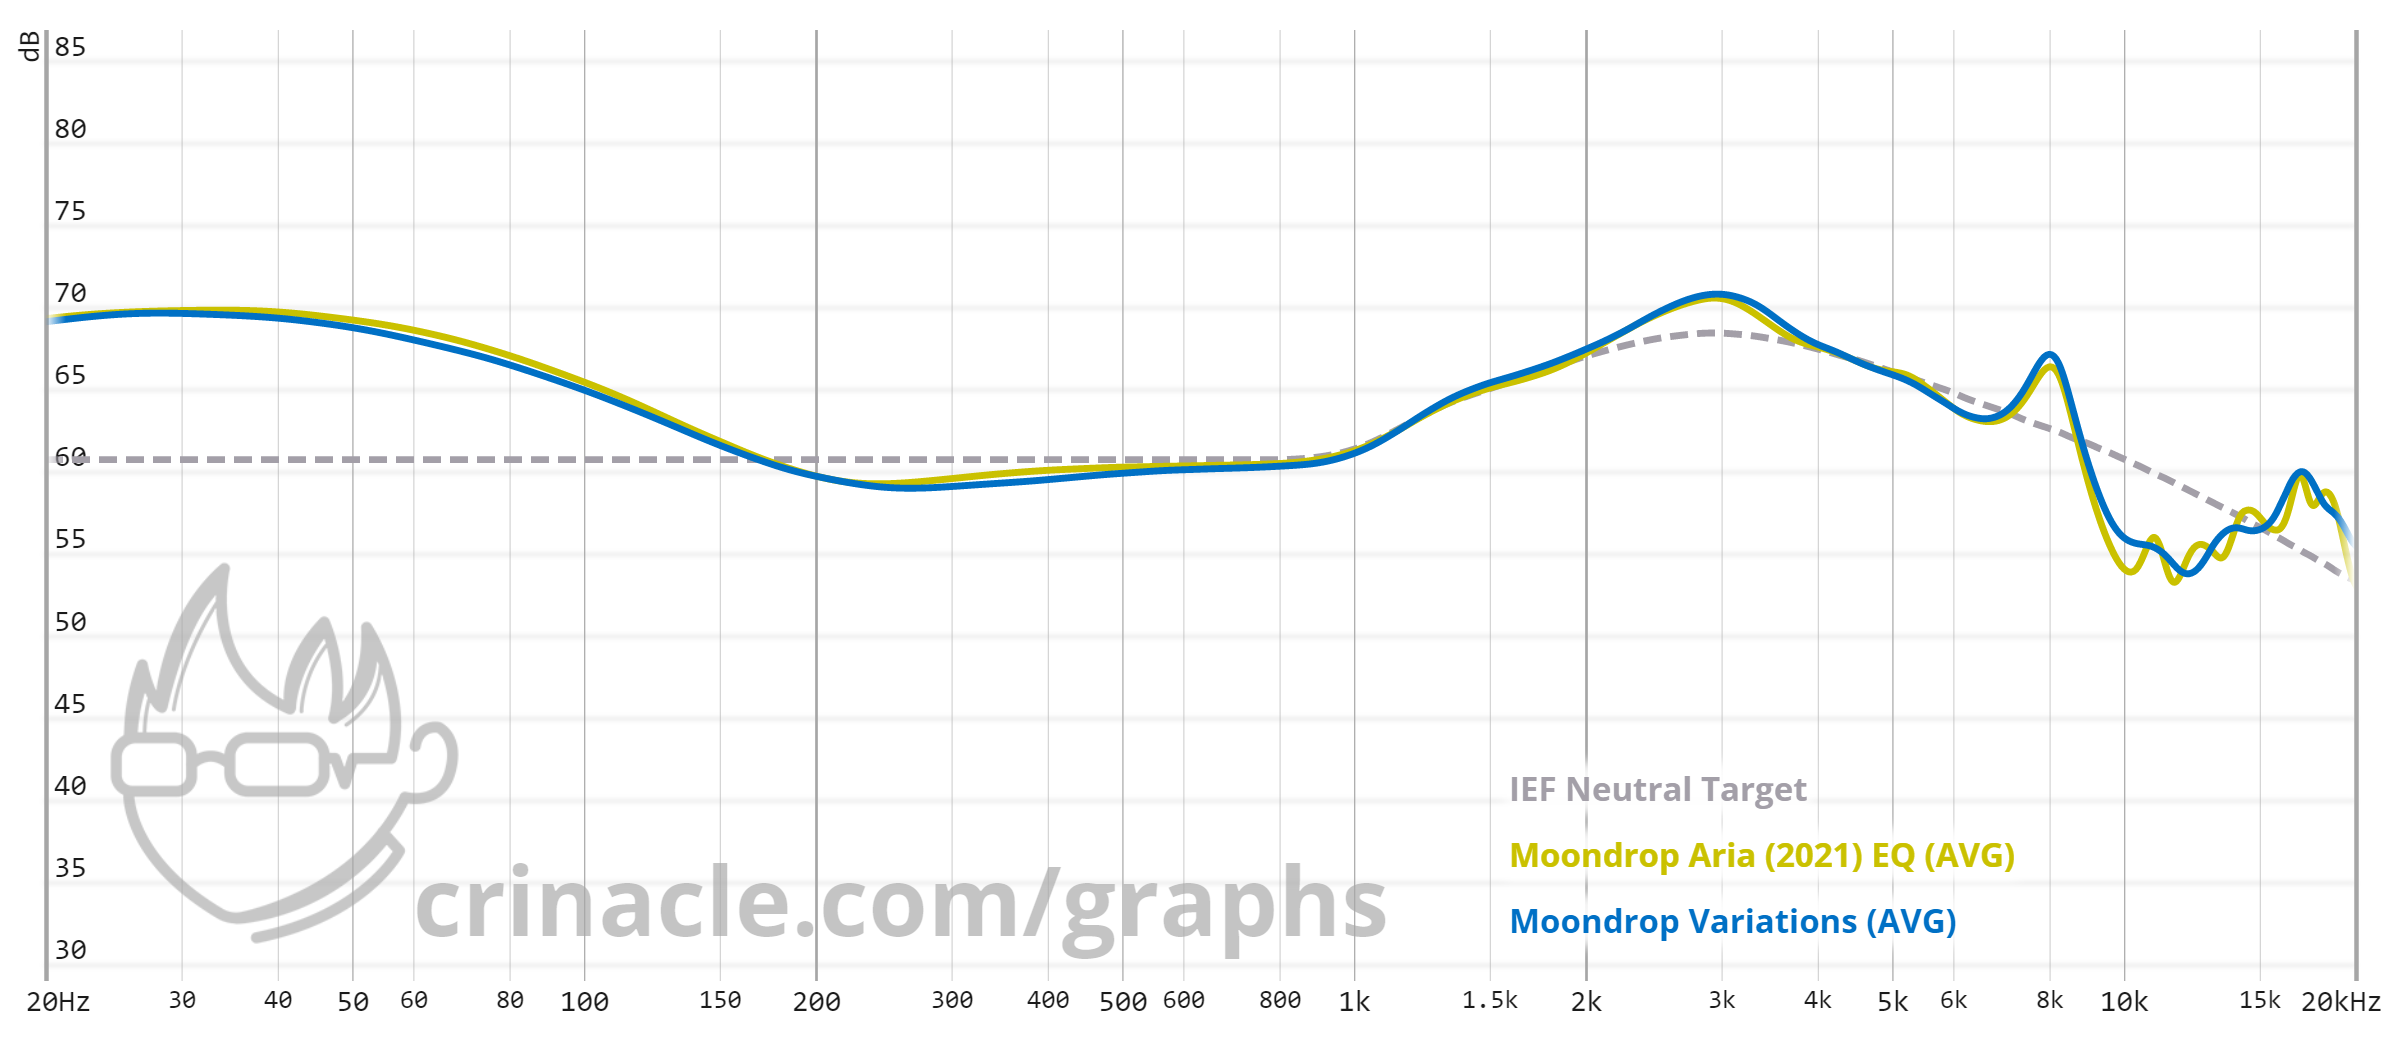 dB
85
80
75
70
65
60
55
50
45
40
35
30
IEF Neutral Target
Moondrop Aria (2021) EQ (AVG)
Moondrop Variations (AVG)
crinacle.com/graphs
20Hz 30 40 50 60 80 100 150 200 300 400 500 600 800 1k 1.5k 2k 3k 4k 5k 6k 8k 10k 15k 20kHz